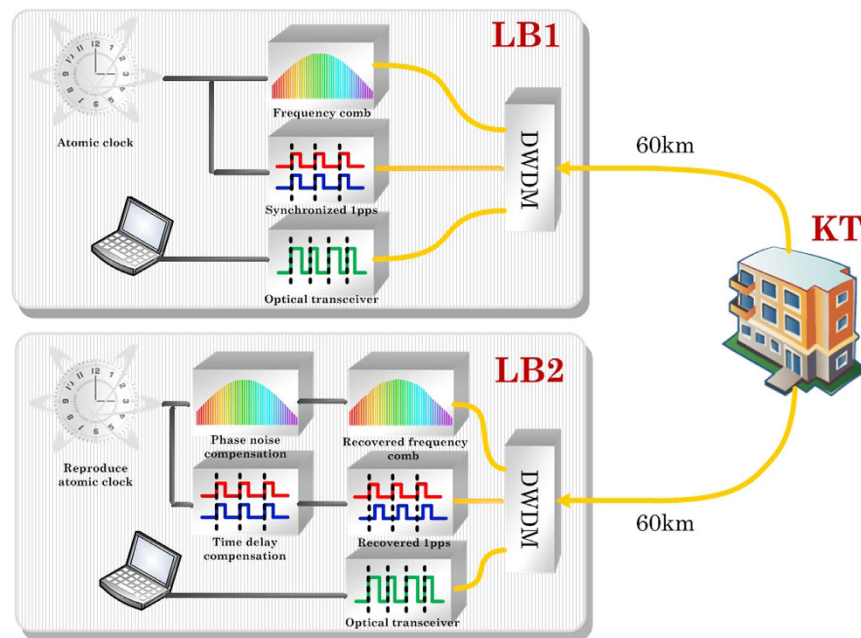 LB1
Atomic clock
Frequency comb
Synchronized 1pps
Optical transceiver
DWDM
60km
KT
LB2
Reproduce
atomic clock
Phase noise
compensation
Recovered frequency
comb
Time delay
compensation
Recovered 1pps
Optical transceiver
DWDM
60km